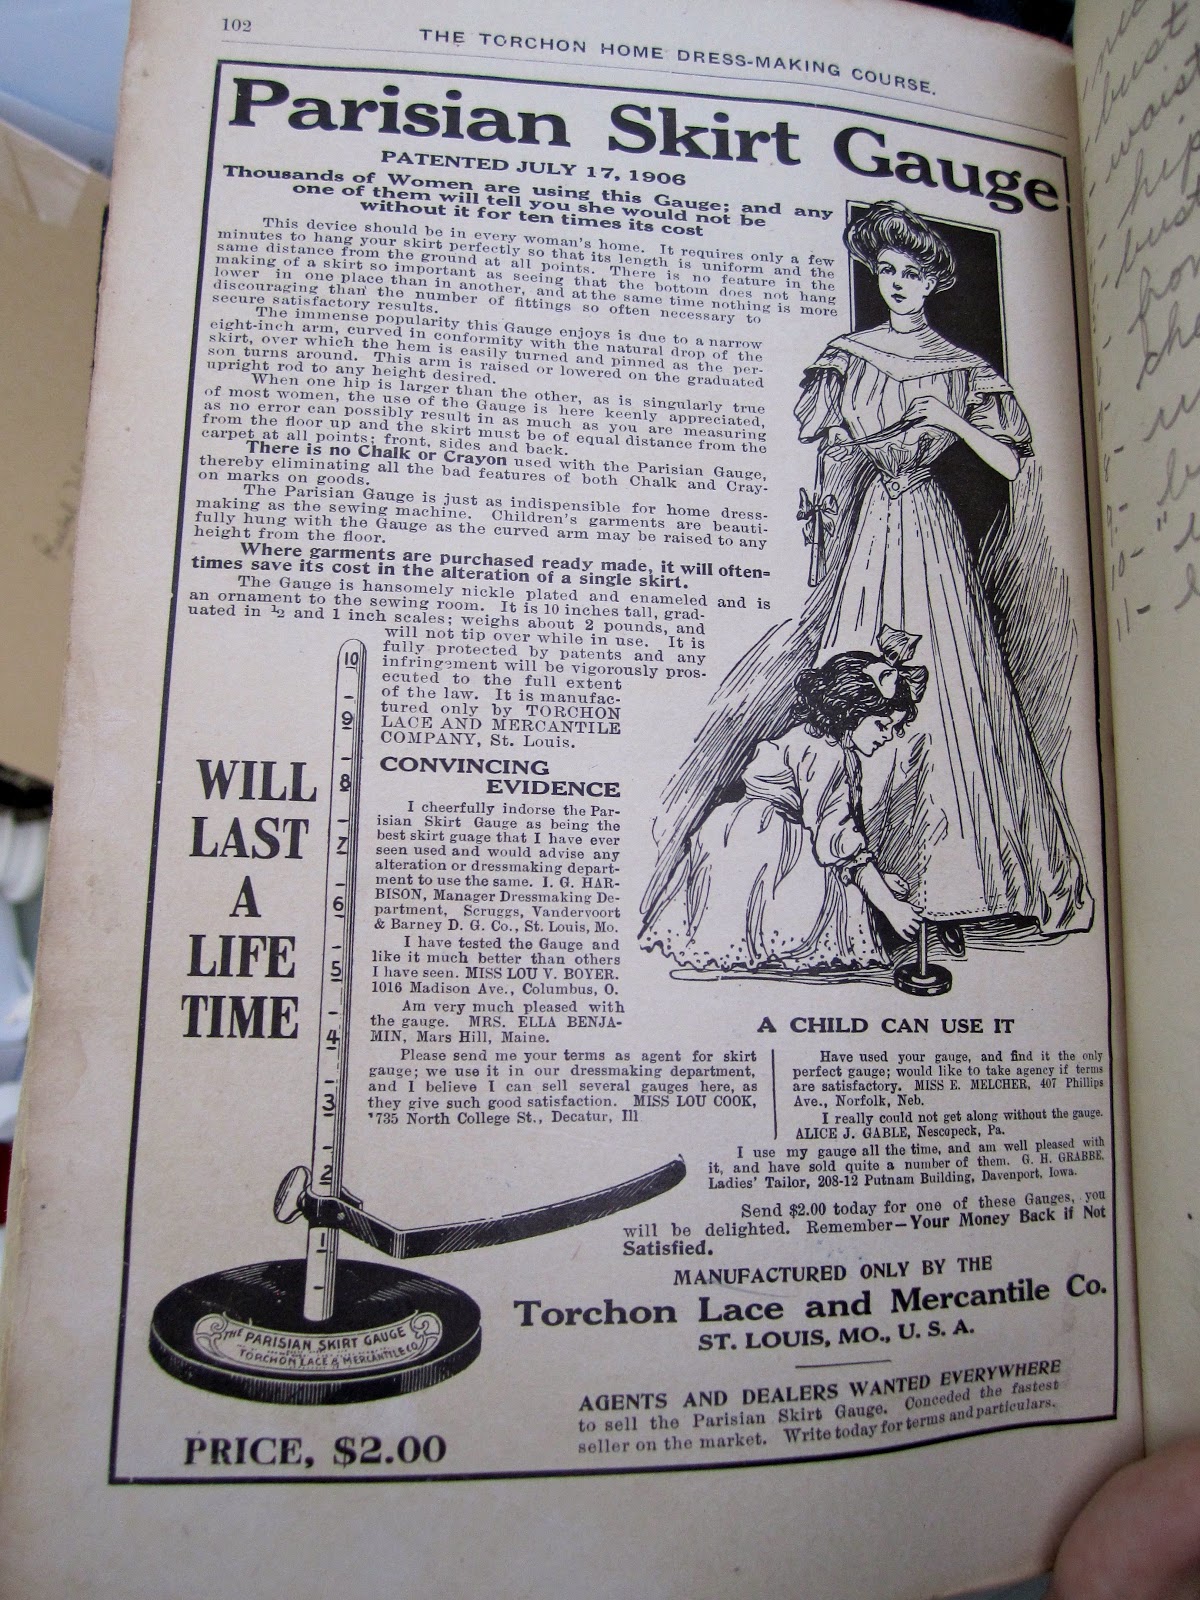 102
THE TORCHON HOME DRESS-MAKING COURSE.
Parisian Skirt Gauge
PATENTED JULY 17, 1906
Thousands of Women are using this Gauge; and any
one of them will tell you she would not be
without it for ten times its cost
This device should be in every woman's home. It requires only a few
minutes to hang your skirt perfectly so that its length is uniform and the
same distance from the ground at all points. There is no feature in the
making of a skirt so important as seeing that the bottom does not hang
lower in one place than in another, and at the same time nothing is more
discouraging than the number of fittings so often necessary to
secure satisfactory results.
The immense popularity this Gauge enjoys is due to a narrow
eight-inch arm, curved in conformity with the natural drop of the
skirt, over which the hem is easily turned and pinned as the per-
son turns around. This arm is raised or lowered on the graduated
upright rod to any height desired.
When one hip is larger than the other, as is singularly true
of most women, the use of the Gauge is here keenly appreciated,
as no error can possibly result in as much as you are measuring
from the floor up and the skirt must be of equal distance from the
carpet at all points; front, sides and back.
There is no Chalk or Crayon used with the Parisian Gauge,
thereby eliminating all the bad features of both Chalk and Cray-
on marks on goods.
The Parisian Gauge is just as indispensible for home dress-
making as the sewing machine. Children's garments are beauti-
fully hung with the Gauge as the curved arm may be raised to any
height from the floor.
Where garments are purchased ready made, it will often-
times save its cost in the alteration of a single skirt.
The Gauge is hansomely nickle plated and enameled and is
an ornament to the sewing room. It is 10 inches tall, grad-
uated in ½ and 1 inch scales; weighs about 2 pounds, and
will not tip over while in use. It is
fully protected by patents and any
infringement will be vigorously pros-
ecuted to the full extent
of the law. It is manufac-
tured only by TORCHON
LACE AND MERCANTILE
COMPANY, St. Louis.
WILL
LAST
A
LIFE
TIME
10
9
8
7
6
5
4
3
2
1
THE PARISIAN SKIRT GAUGE
TORCHON LACE & MERCANTILE CO
PRICE, $2.00
CONVINCING
EVIDENCE
I cheerfully indorse the Par-
isian Skirt Gauge as being the
best skirt guage that I have ever
seen used and would advise any
alteration or dressmaking depart-
ment to use the same. I. G. HAR-
BISON, Manager Dressmaking De-
partment, Scruggs, Vandervoort
& Barney D. G. Co., St. Louis, Mo.
I have tested the Gauge and
like it much better than others
I have seen. MISS LOU V. BOYER.
1016 Madison Ave., Columbus, O.
Am very much pleased with
the gauge. MRS. ELLA BENJA-
MIN, Mars Hill, Maine.
Please send me your terms as agent for skirt
gauge; we use it in our dressmaking department,
and I believe I can sell several gauges here, as
they give such good satisfaction. MISS LOU COOK,
735 North College St., Decatur, Ill
A CHILD CAN USE IT
Have used your gauge, and find it the only
perfect gauge; would like to take agency if terms
are satisfactory. MISS E. MELCHER, 407 Phillips
Ave., Norfolk, Neb.
I really could not get along without the gauge.
ALICE J. GABLE, Nescopeck, Pa.
I use my gauge all the time, and am well pleased with
it, and have sold quite a number of them. G. H. GRABBE,
Ladies' Tailor, 208-12 Putnam Building, Davenport, Iowa.
Send $2.00 today for one of these Gauges, you
will be delighted. Remember—Your Money Back if Not
Satisfied.
MANUFACTURED ONLY BY THE
Torchon Lace and Mercantile Co.
ST. LOUIS, MO., U. S. A.
AGENTS AND DEALERS WANTED EVERYWHERE
to sell the Parisian Skirt Gauge. Conceded the fastest
seller on the market. Write today for terms and particulars.
bust
waist
hip
bust
9-
10- "
11-